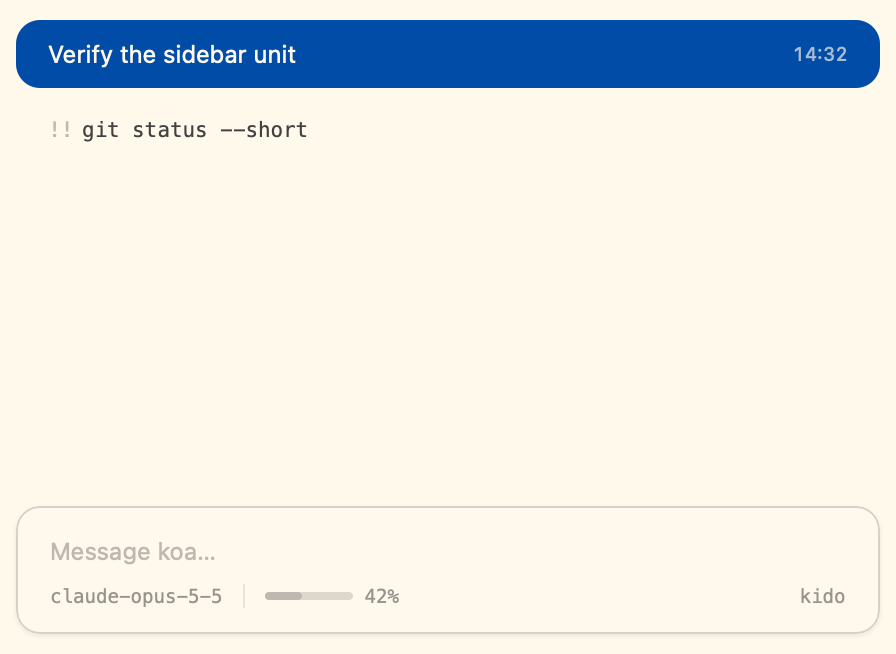 Verify the sidebar unit 14:32
!! git status --short
Message koa...
claude-opus-5-5 42% kido